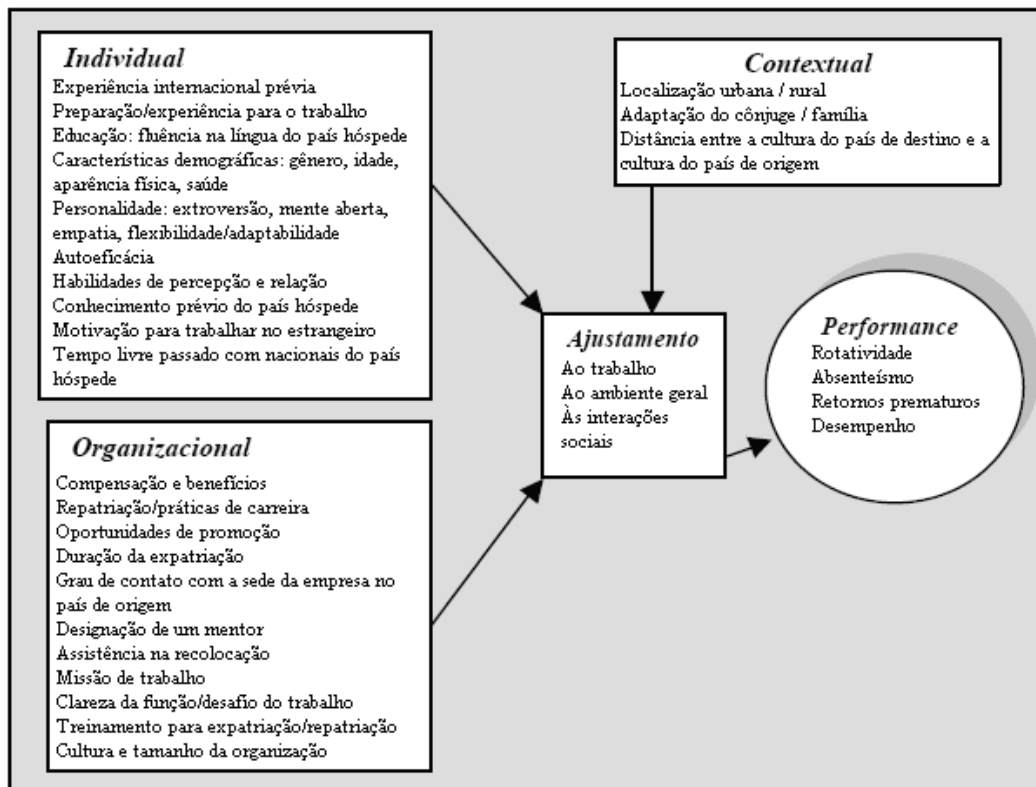 Individual
Experiência internacional prévia
Preparação/experiência para o trabalho
Educação: fluência na língua do país hóspede
Características demográficas: gênero, idade,
aparência física, saúde
Personalidade: extroversão, mente aberta,
empatia, flexibilidade/adaptabilidade
Autoeficácia
Habilidades de percepção e relação
Conhecimento prévio do país hóspede
Motivação para trabalhar no estrangeiro
Tempo livre passado com nacionais do país
hóspede
Contextual
Localização urbana / rural
Adaptação do cônjuge / família
Distância entre a cultura do país de destino e a
cultura do país de origem
Organizacional
Compensação e benefícios
Repatriação/práticas de carreira
Oportunidades de promoção
Duração da expatriação
Grau de contato com a sede da empresa no
país de origem
Designação de um mentor
Assistência na recolocação
Missão de trabalho
Clareza da função/desafio do trabalho
Treinamento para expatriação/repatriação
Cultura e tamanho da organização
Ajustamento
Ao trabalho
Ao ambiente geral
Às interações
sociais
Performance
Rotatividade
Absenteísmo
Retornos prematuros
Desempenho